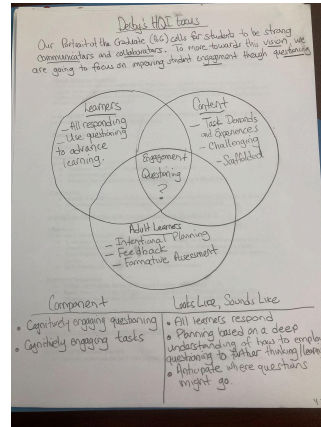 Derby's HQI Focus
Our Portrait of the Graduate (POG) calls for students to be strong
communicators and collaborators. To move towards this vision, we
are going to focus on improving student engagement though questioning
Learners
- All responding
- Use questioning
to advance
learning.
Content
- Task Demands
and Experiences
- Challenging
- Scaffolded
Engagement
Questioning
?
Adult Learners
- Intentional Planning
- Feedback
- Formative Assessment
Component
• Cognitively engaging questioning
• Cognitively engaging tasks
Looks Like, Sounds Like
• All learners respond
• Planning based on a deep
understanding of how to employ
questioning to further thinking/
• Anticipate where questions
might go.